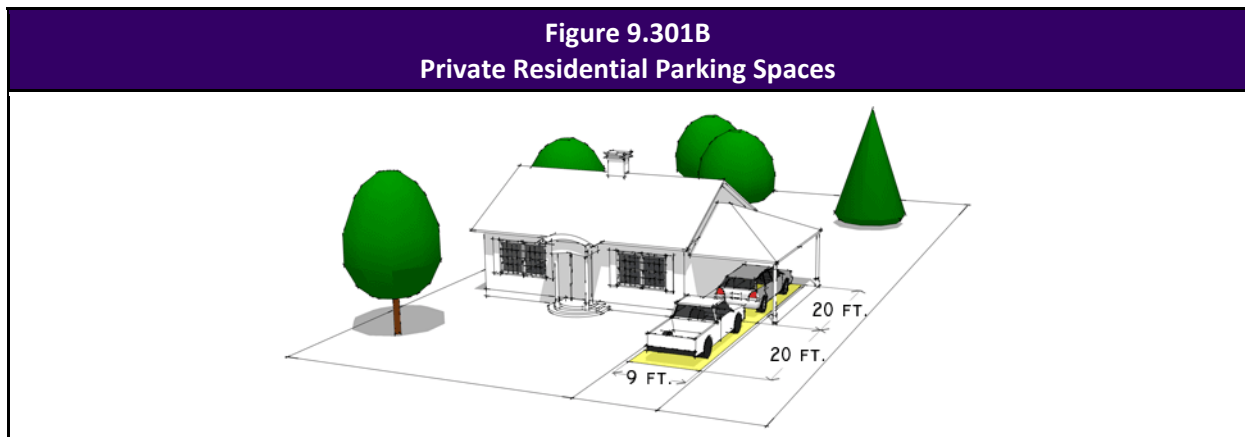 Figure 9.301B
Private Residential Parking Spaces
20 FT.
20 FT.
9 FT.